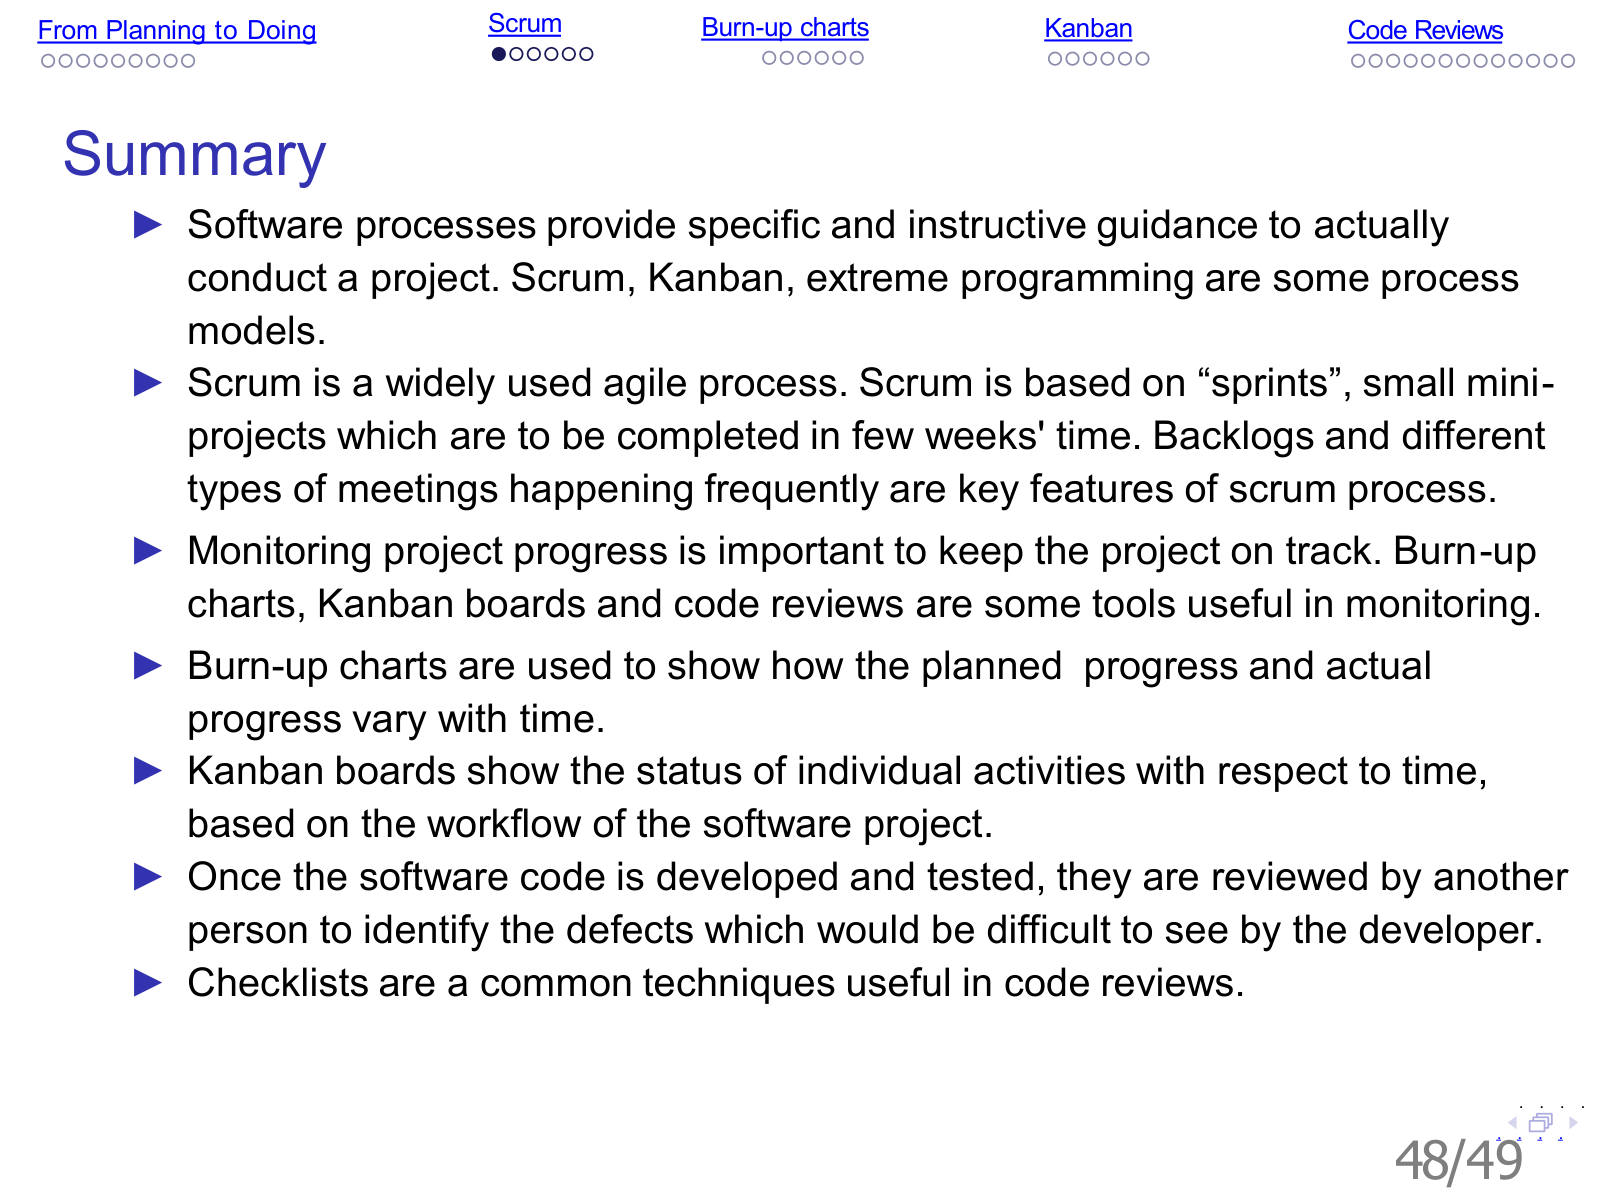 From Planning to Doing Scrum Burn-up charts Kanban Code Reviews
Summary
Software processes provide specific and instructive guidance to actually
conduct a project. Scrum, Kanban, extreme programming are some process
models.
Scrum is a widely used agile process. Scrum is based on “sprints”, small mini-
projects which are to be completed in few weeks' time. Backlogs and different
types of meetings happening frequently are key features of scrum process.
Monitoring project progress is important to keep the project on track. Burn-up
charts, Kanban boards and code reviews are some tools useful in monitoring.
Burn-up charts are used to show how the planned progress and actual
progress vary with time.
Kanban boards show the status of individual activities with respect to time,
based on the workflow of the software project.
Once the software code is developed and tested, they are reviewed by another
person to identify the defects which would be difficult to see by the developer.
Checklists are a common techniques useful in code reviews.
48/49